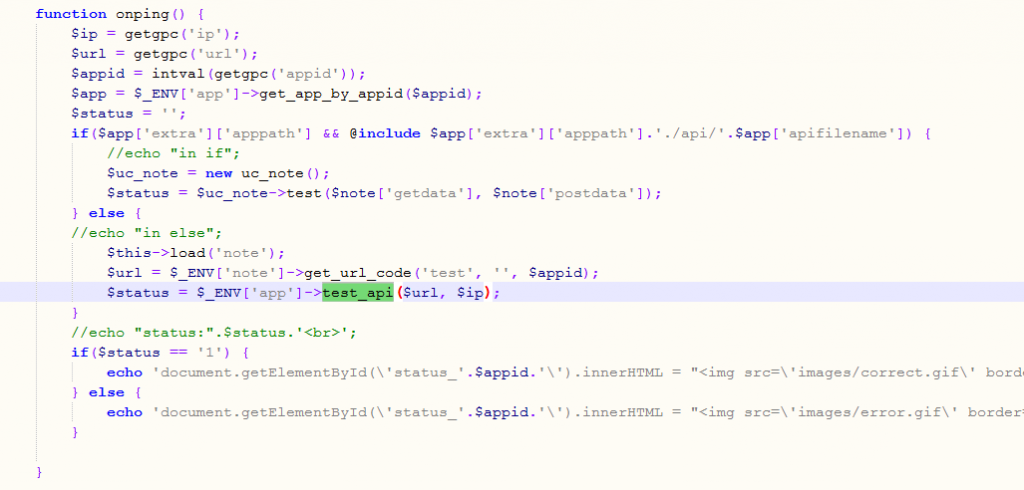 function onping() {
$ip = getgpc('ip');
$url = getgpc('url');
$appid = intval(getgpc('appid'));
$app = $_ENV['app']->get_app_by_appid($appid);
$status = '';
if($app['extra']['apppath'] && @include $app['extra']['apppath'].'./api/'.$app['apifilename']) {
//echo "in if";
$uc_note = new uc_note();
$status = $uc_note->test($note['getdata'], $note['postdata']);
} else {
//echo "in else";
$this->load('note');
$url = $_ENV['note']->get_url_code('test', '', $appid);
$status = $_ENV['app']->test_api($url, $ip);
}
//echo "status:".$status.'<br>';
if($status == '1') {
echo 'document.getElementById(\'status_'.$appid.'\').innerHTML = "<img src=\'images/correct.gif\' bord
} else {
echo 'document.getElementById(\'status_'.$appid.'\').innerHTML = "<img src=\'images/error.gif\' border=
}
}